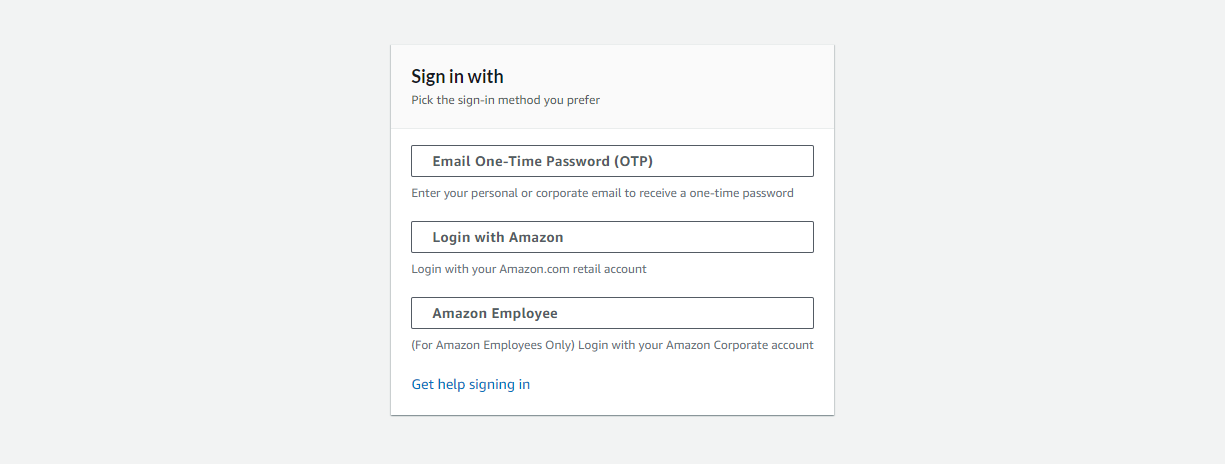 Sign in with
Pick the sign-in method you prefer
Email One-Time Password (OTP)
Enter your personal or corporate email to receive a one-time password
Login with Amazon
Login with your Amazon.com retail account
Amazon Employee
(For Amazon Employees Only) Login with your Amazon Corporate account
Get help signing in